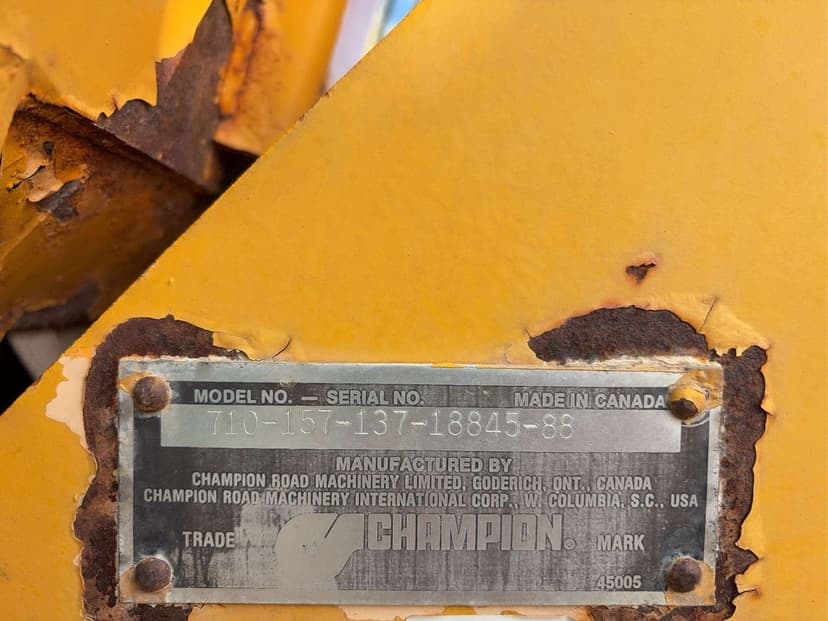 MODEL NO. — SERIAL NO. MADE IN CANADA
710-157-137-18845-88
MANUFACTURED BY
CHAMPION ROAD MACHINERY LIMITED, GODERICH, ONT., CANADA
CHAMPION ROAD MACHINERY INTERNATIONAL CORP., W. COLUMBIA, S.C., USA
TRADE CHAMPION® MARK
45005